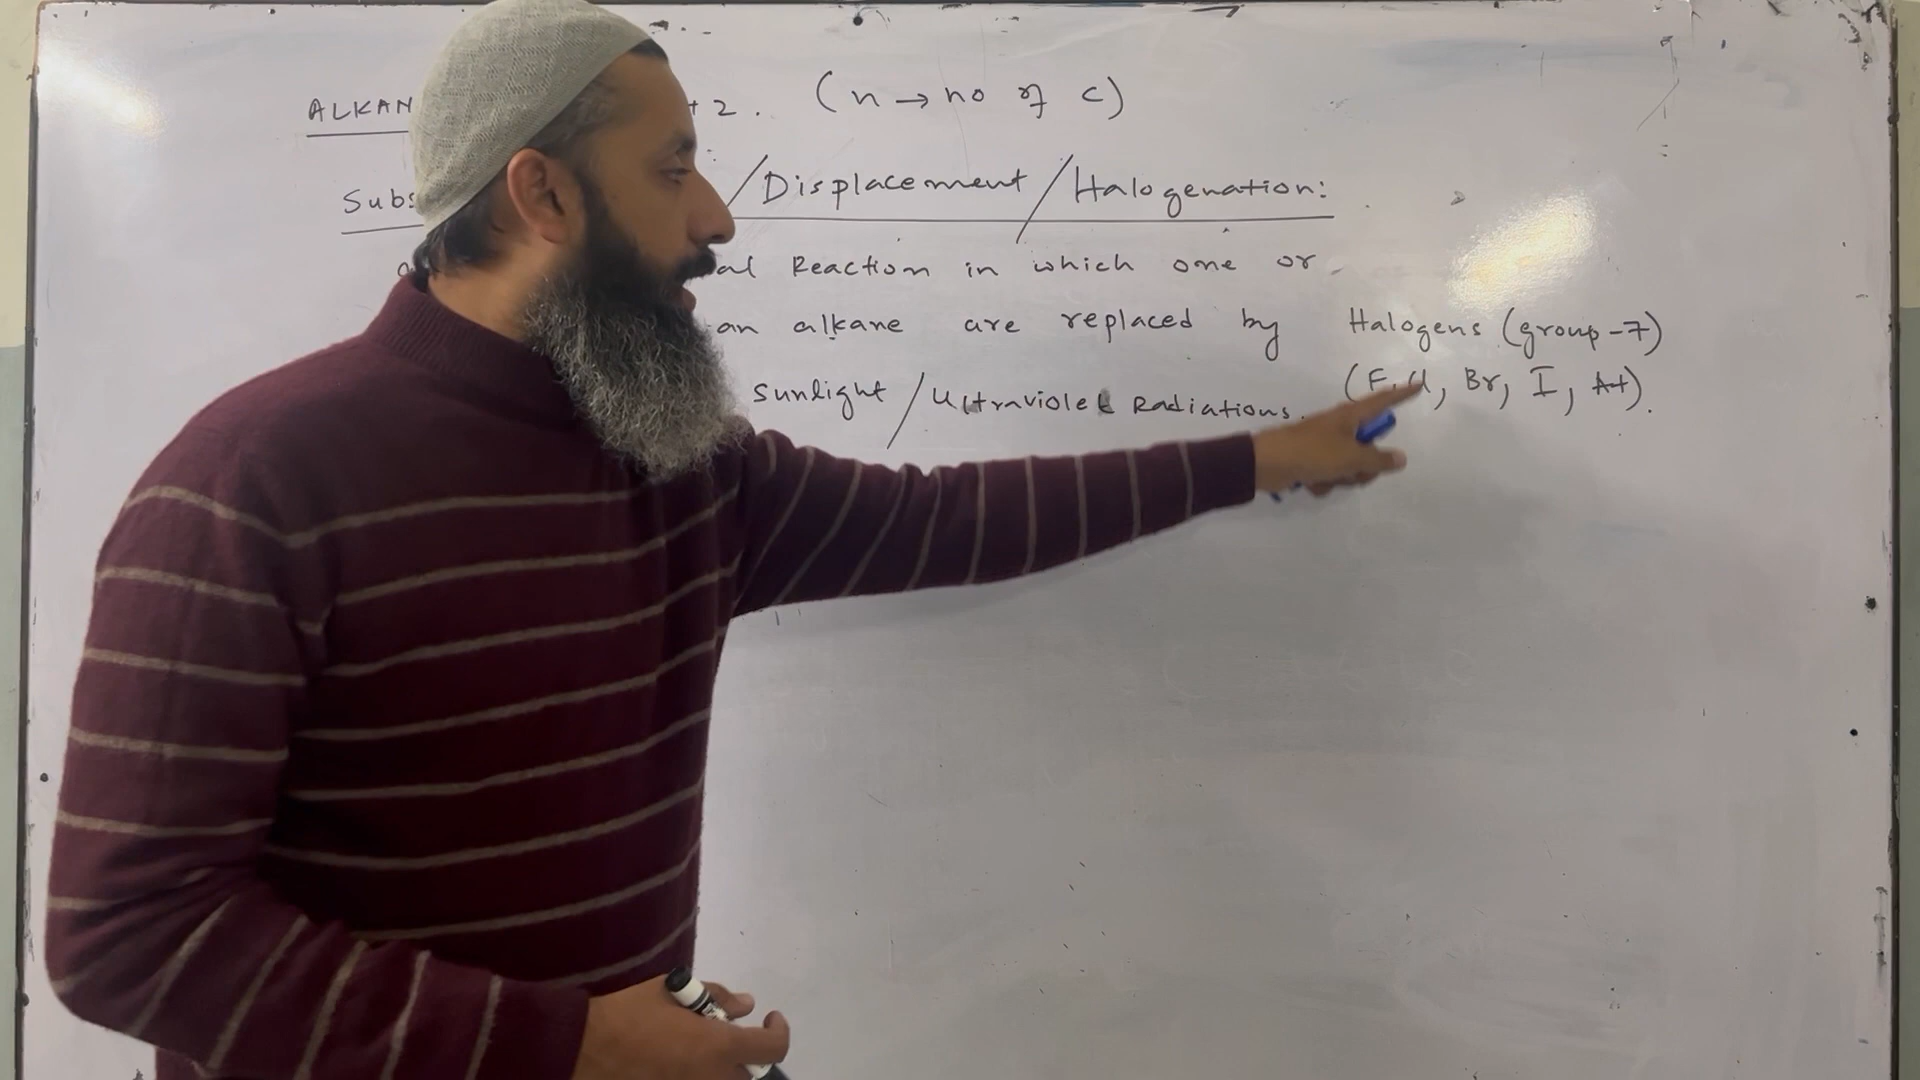 ALKAN +2. (n → no of c)
Subs / Displacement / Halogenation:
al Reaction in which one or
an alkane are replaced by Halogens (group-7)
sunlight / Ultraviolet Radiations. (F, Cl, Br, I, At).